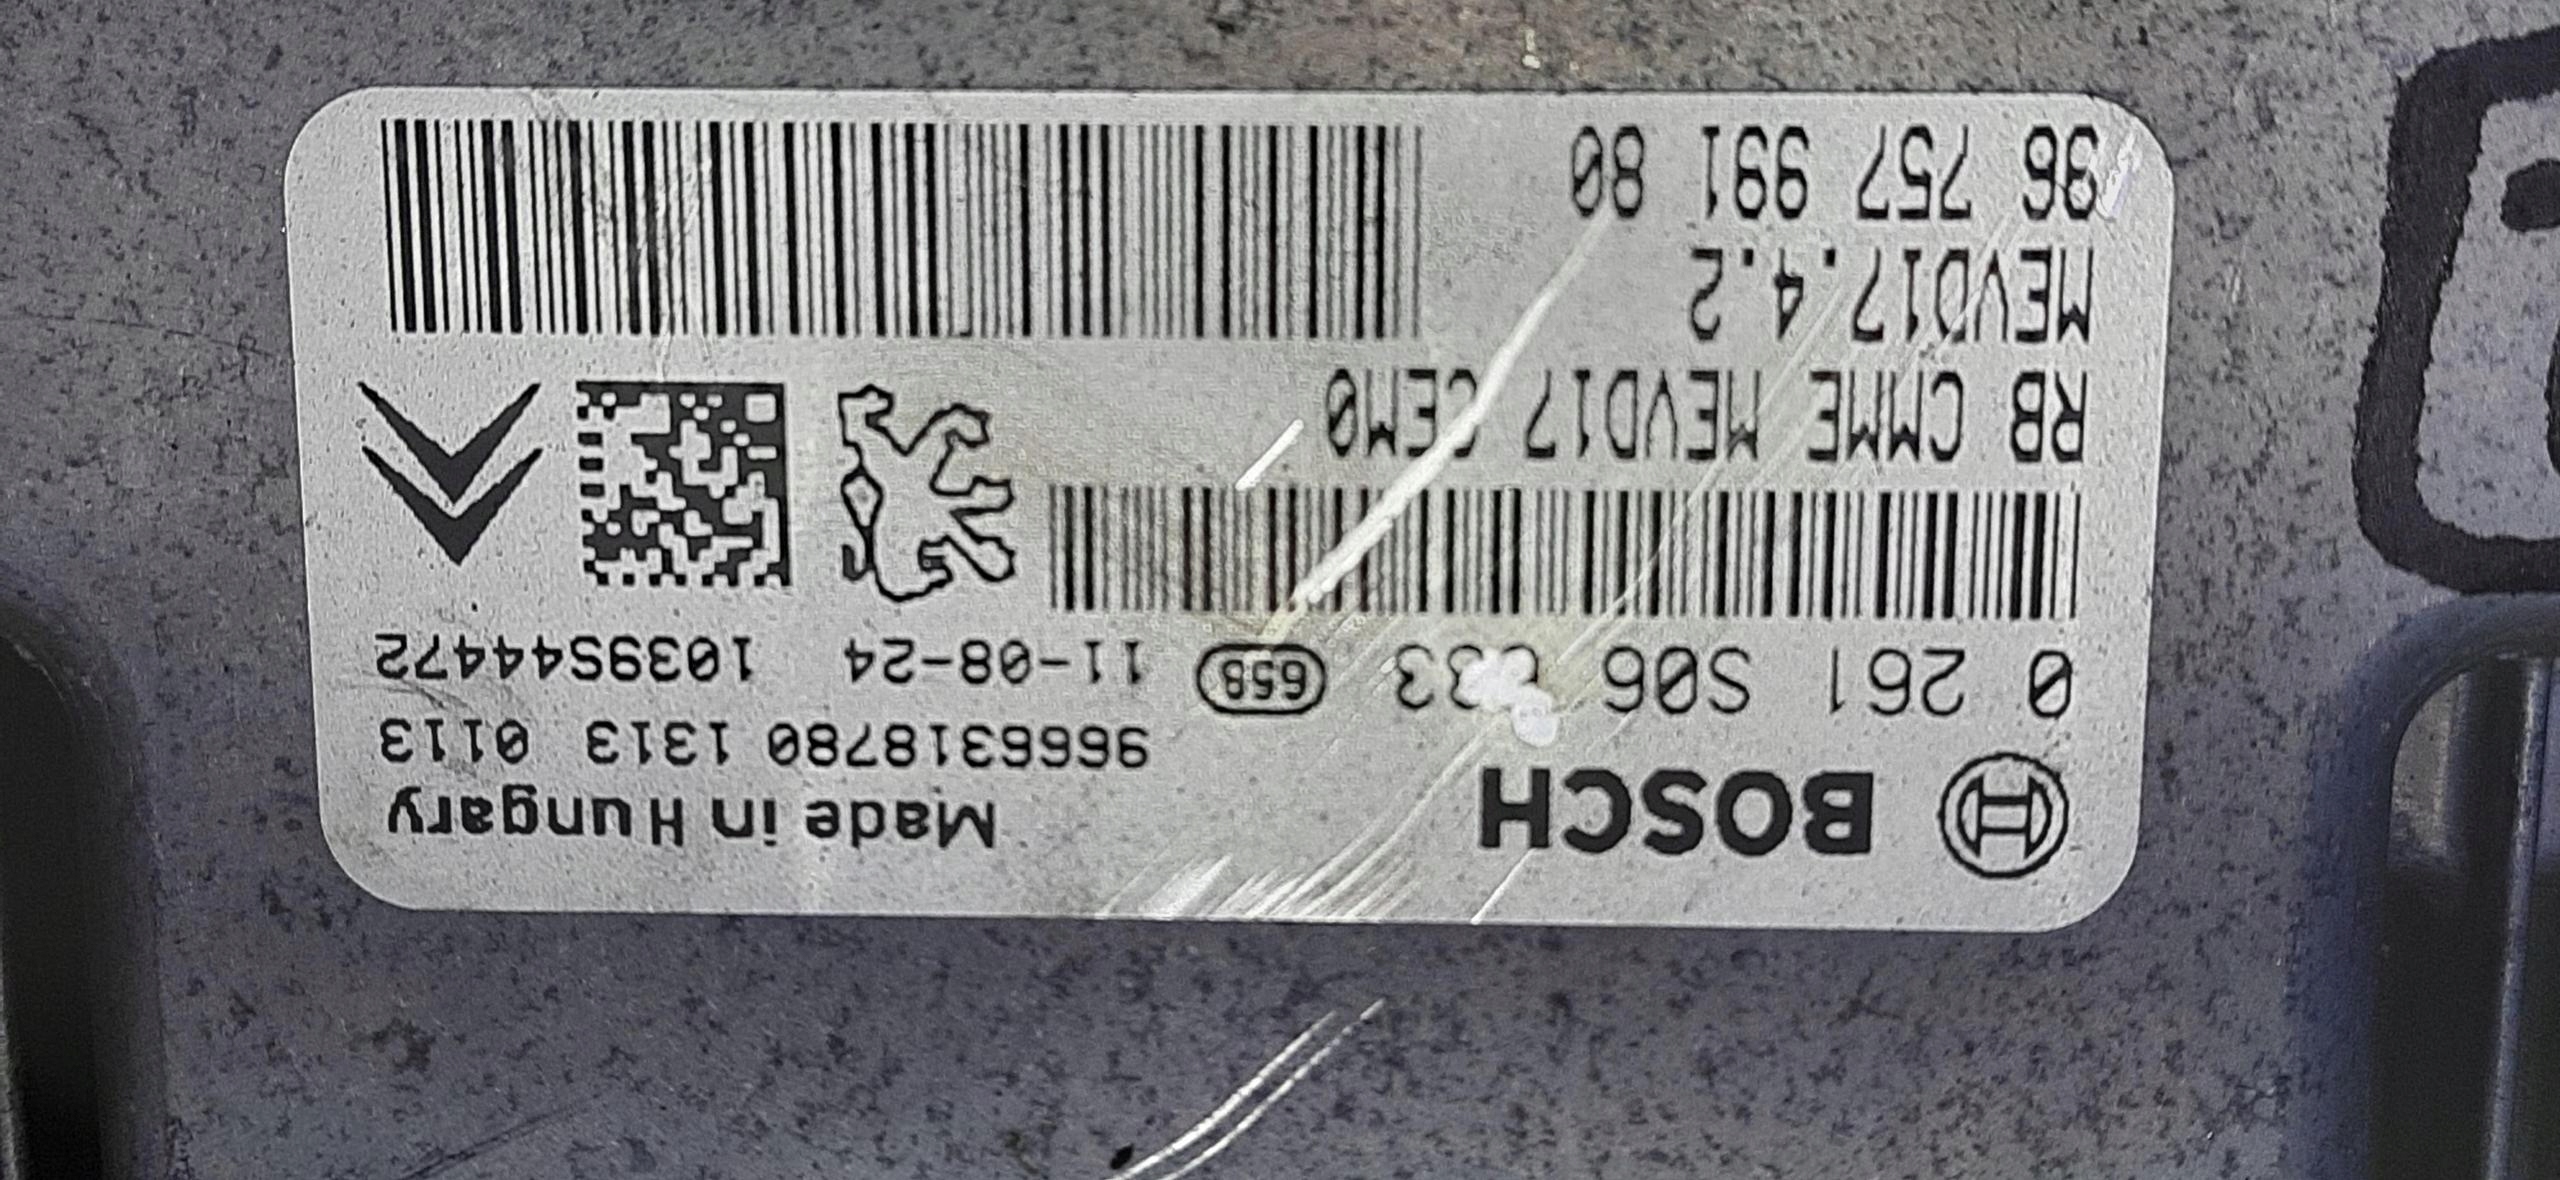 BOSCH
Made in Hungary
9666318780 1313 0113
0 261 S06
65B
11-08-24 1039S44472
RB CMME MEVD17 CEM0
MEVD17.4.2
96 757 991 80